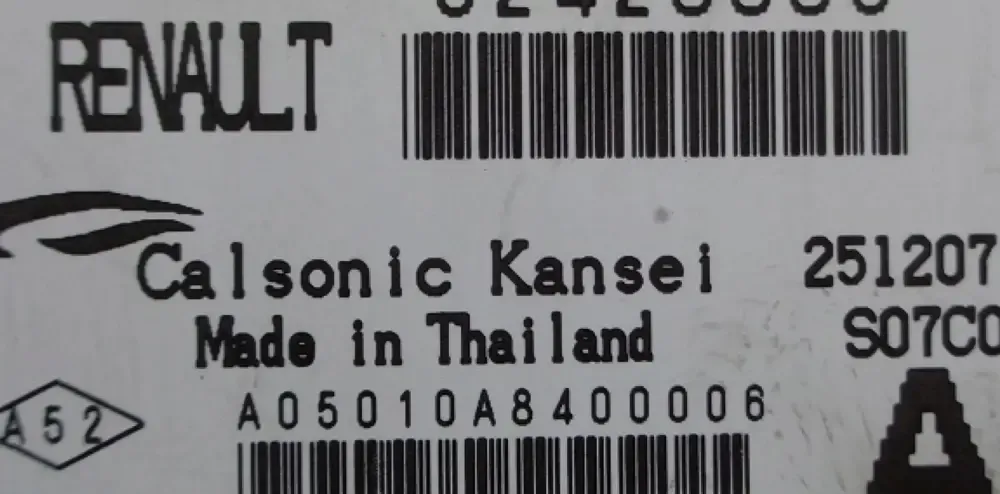 RENAULT
Calsonic Kansei 251207
Made in Thailand S07C0
A05010A8400006
A52
A